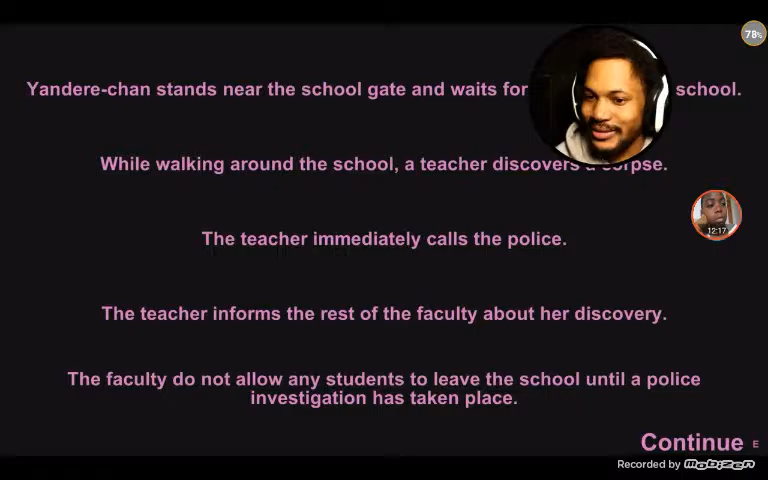 78%
Yandere-chan stands near the school gate and waits for school.
While walking around the school, a teacher discovers a corpse.
12:17
The teacher immediately calls the police.
The teacher informs the rest of the faculty about her discovery.
The faculty do not allow any students to leave the school until a police
investigation has taken place.
Continue E
Recorded by mobizen